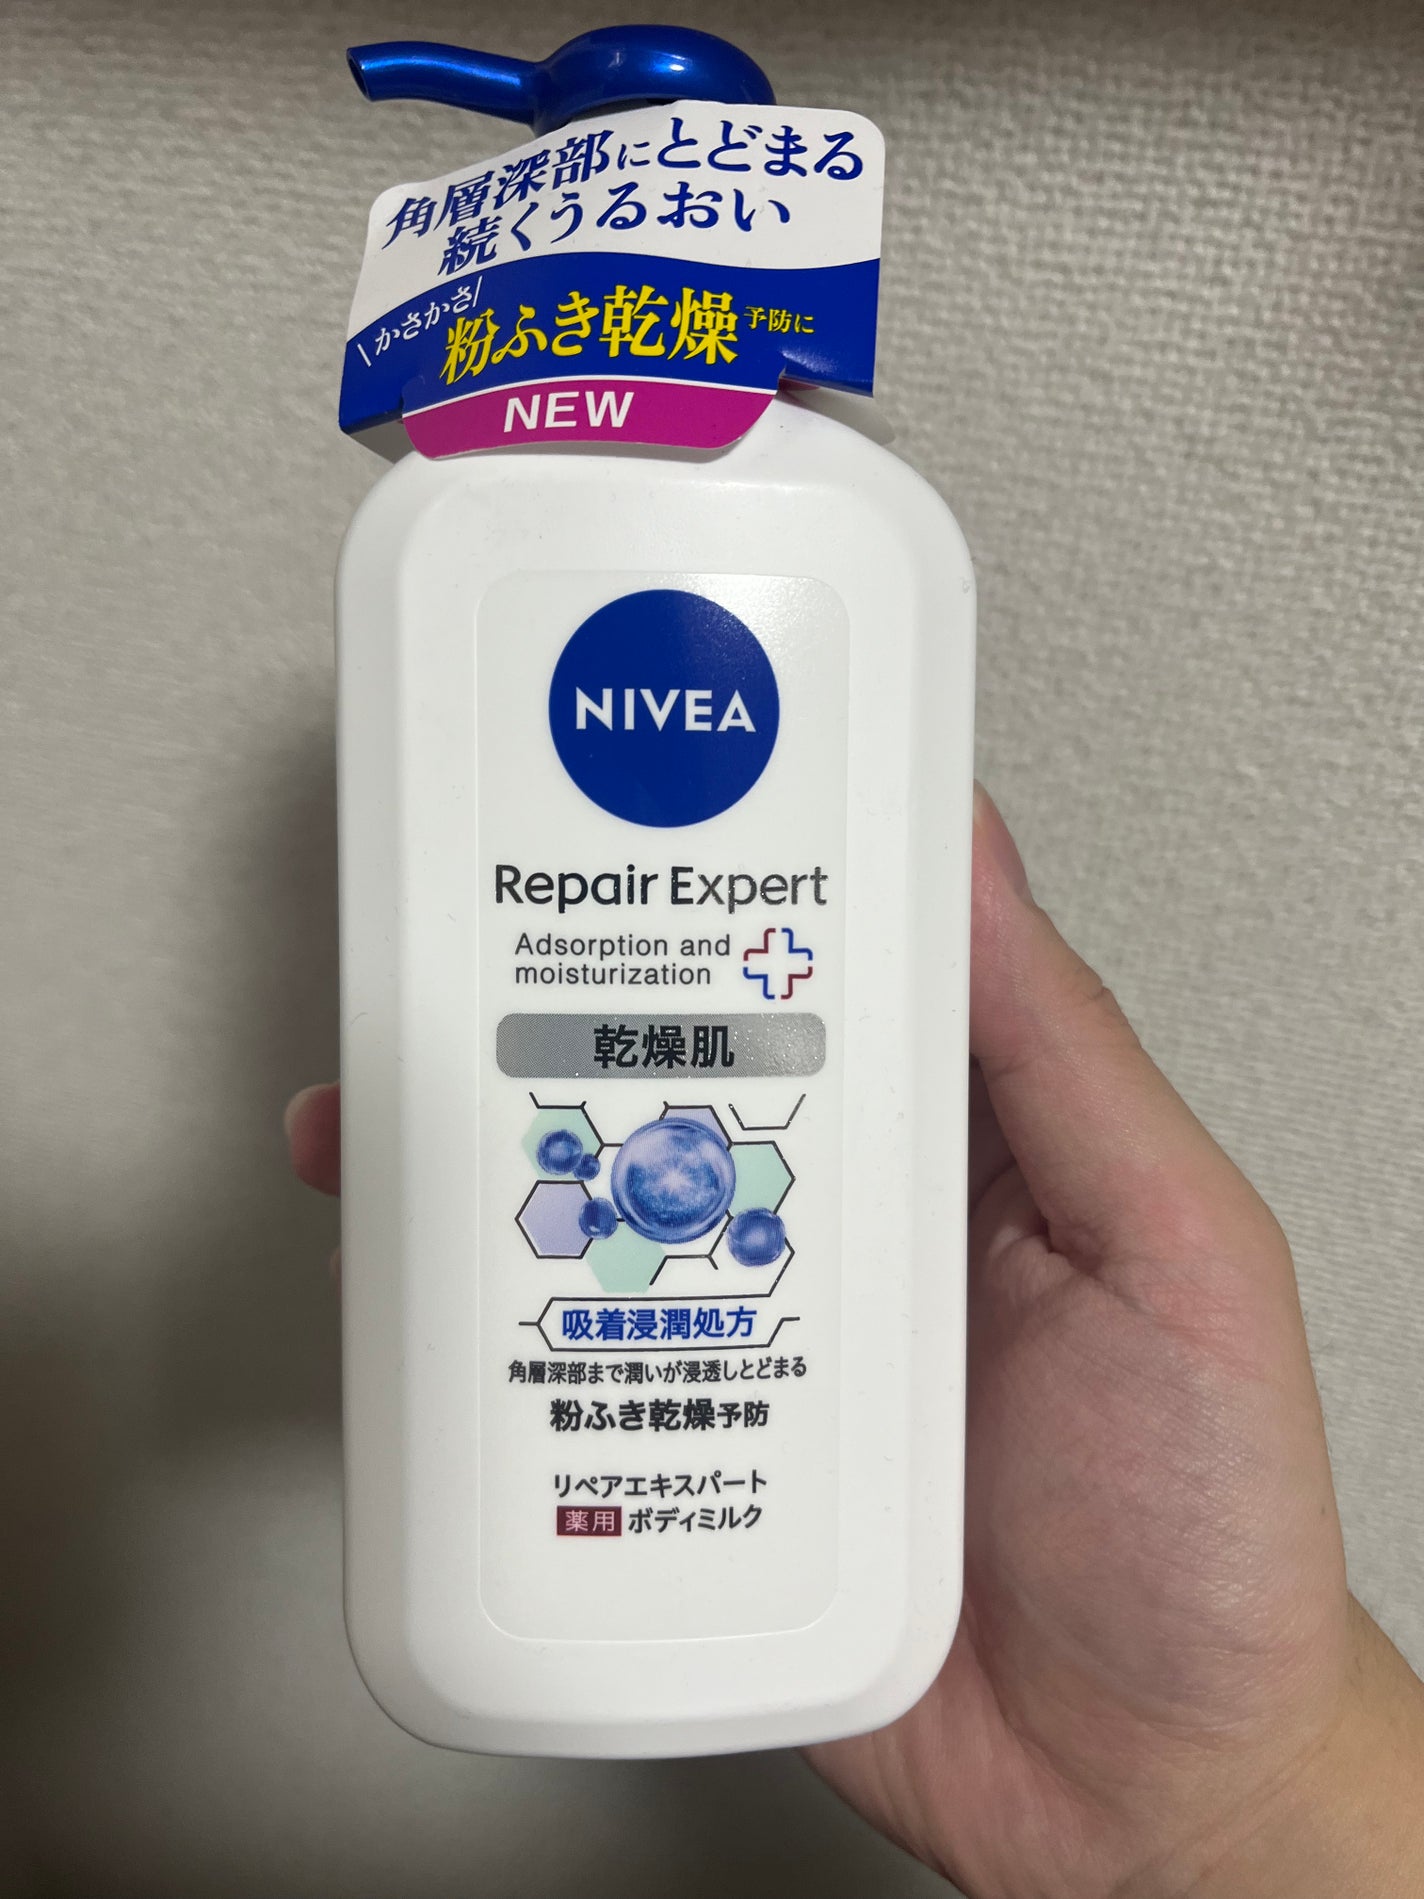 角層深部にとどまる
続くうるおい
\かさかさ/
粉ふき乾燥予防に
NEW
NIVEA
Repair Expert
Adsorption and
moisturization
乾燥肌
吸着浸潤処方
角層深部まで潤いが浸透しとどまる
粉ふき乾燥予防
リペアエキスパート
薬用 ボディミルク